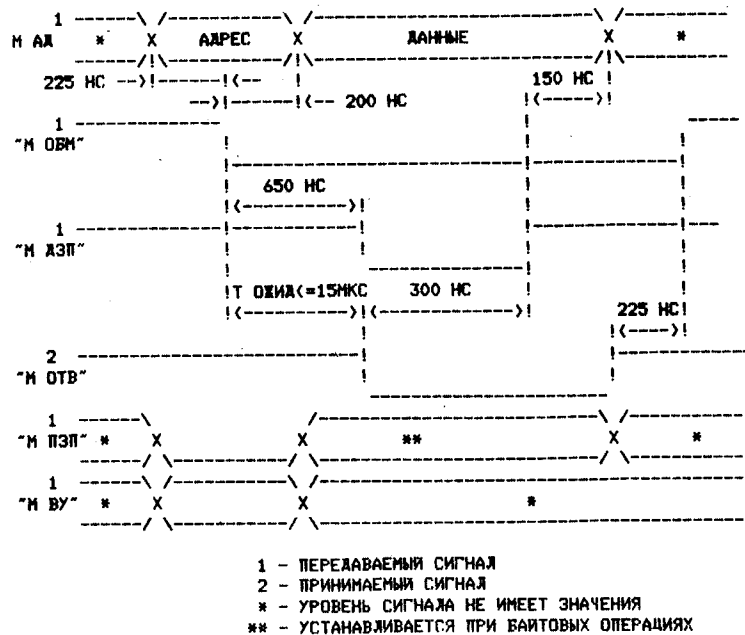 1
М АД * АДРЕС ДАННЫЕ *
225 НС 150 НС
200 НС
1
"М ОБМ"
650 НС
1
"М ДЗП"
Т ОЖИД<=15МКС 300 НС
225 НС
2
"М ОТВ"
1
"М ПЗП" * ** *
1
"М ВУ" * *
1 - ПЕРЕДАВАЕМЫЙ СИГНАЛ
2 - ПРИНИМАЕМЫЙ СИГНАЛ
* - УРОВЕНЬ СИГНАЛА НЕ ИМЕЕТ ЗНАЧЕНИЯ
** - УСТАНАВЛИВАЕТСЯ ПРИ БАЙТОВЫХ ОПЕРАЦИЯХ